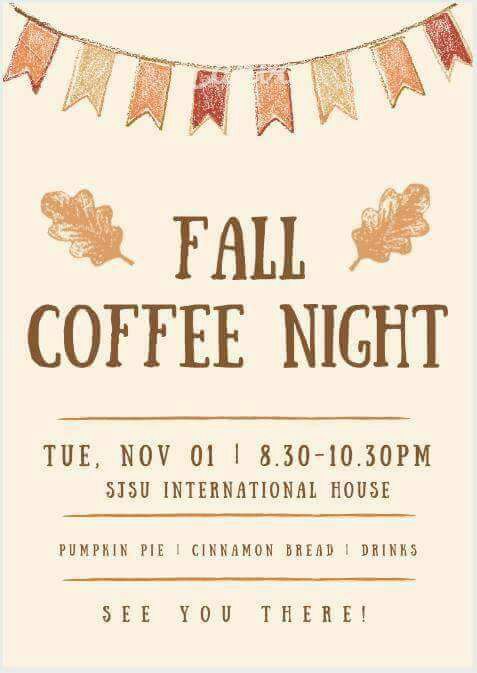 FALL
COFFEE NIGHT
TUE, NOV 01 | 8.30-10.30PM
SJSU INTERNATIONAL HOUSE
PUMPKIN PIE | CINNAMON BREAD | DRINKS
SEE YOU THERE!